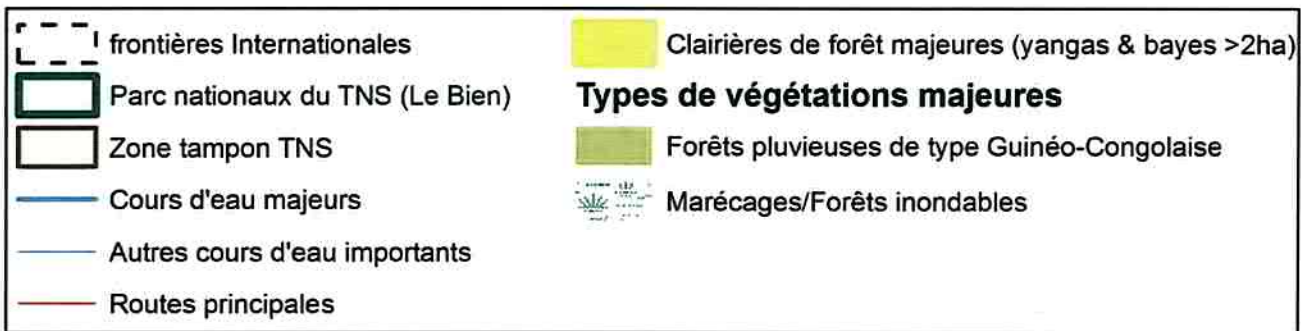 frontières Internationales
Parc nationaux du TNS (Le Bien)
Zone tampon TNS
Cours d'eau majeurs
Autres cours d'eau importants
Routes principales
Clairières de forêt majeures (yangas & bayes >2ha)
Types de végétations majeures
Forêts pluvieuses de type Guinéo-Congolaise
Marécages/Forêts inondables